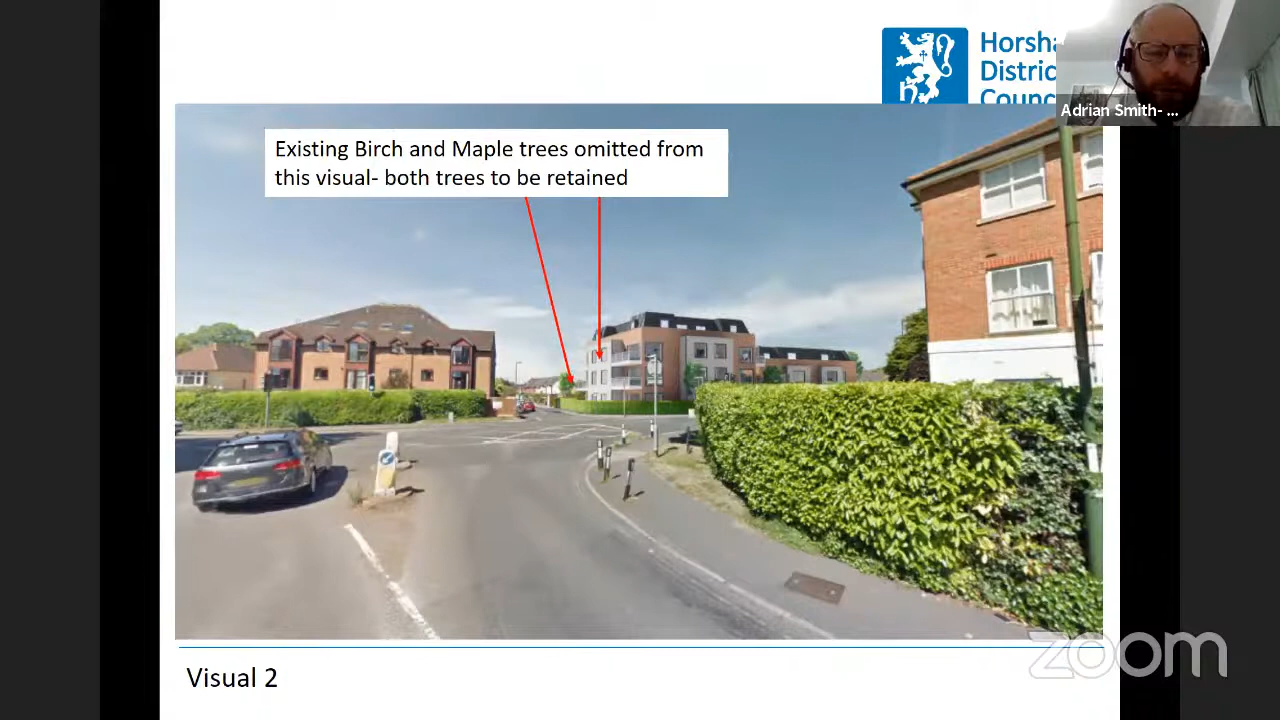 Horsha
Distric
Counc
Adrian Smith- ...
Existing Birch and Maple trees omitted from
this visual- both trees to be retained
zoom
Visual 2